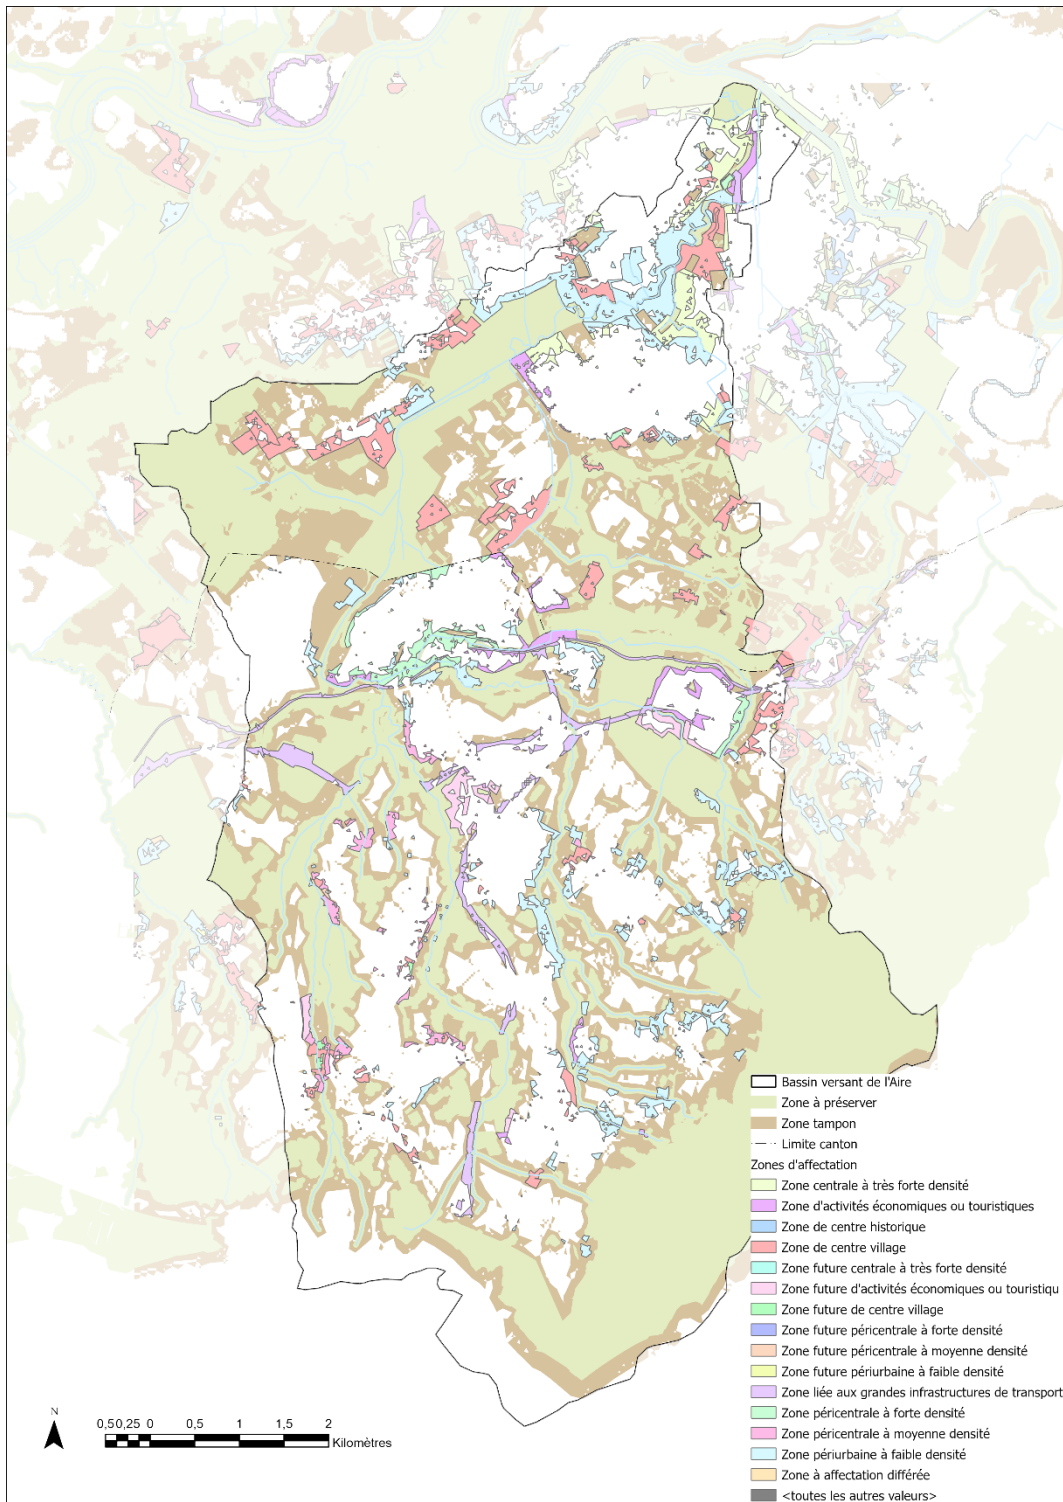 Bassin versant de l'Aire
Zone à préserver
Zone tampon
Limite canton
Zones d'affectation
Zone centrale à très forte densité
Zone d'activités économiques ou touristiques
Zone de centre historique
Zone de centre village
Zone future centrale à très forte densité
Zone future d'activités économiques ou touristiqu
Zone future de centre village
Zone future péricentrale à forte densité
Zone future péricentrale à moyenne densité
Zone future périurbaine à faible densité
Zone liée aux grandes infrastructures de transport
Zone péricentrale à forte densité
Zone péricentrale à moyenne densité
Zone périurbaine à faible densité
Zone à affectation différée
<toutes les autres valeurs>
N
0,50,25 0 0,5 1 1,5 2
Kilomètres